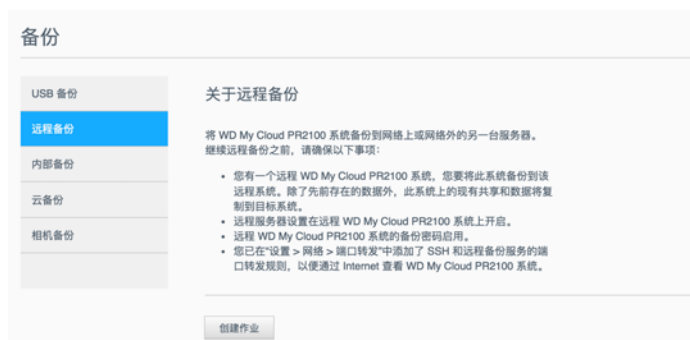 备份
USB 备份
远程备份
内部备份
云备份
相机备份
关于远程备份
将 WD My Cloud PR2100 系统备份到网络上或网络外的另一台服务器。
继续远程备份之前，请确保以下事项：
• 您有一个远程 WD My Cloud PR2100 系统，您要将此系统备份到该
远程系统。除了先前存在的数据外，此系统上的现有共享和数据将复
制到目标系统。
• 远程服务器设置在远程 WD My Cloud PR2100 系统上开启。
• 远程 WD My Cloud PR2100 系统的备份密码启用。
• 您已在“设置 > 网络 > 端口转发”中添加了 SSH 和远程备份服务的端
口转发规则，以便通过 Internet 查看 WD My Cloud PR2100 系统。
创建作业